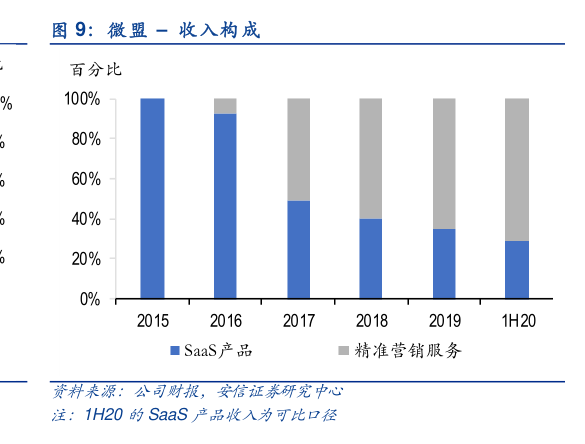 图 9：微盟 – 收入构成
百分比
100%
80%
60%
40%
20%
0%
2015 2016 2017 2018 2019 1H20
SaaS产品 精准营销服务
资料来源：公司财报，安信证券研究中心
注：1H20 的 SaaS 产品收入为可比口径